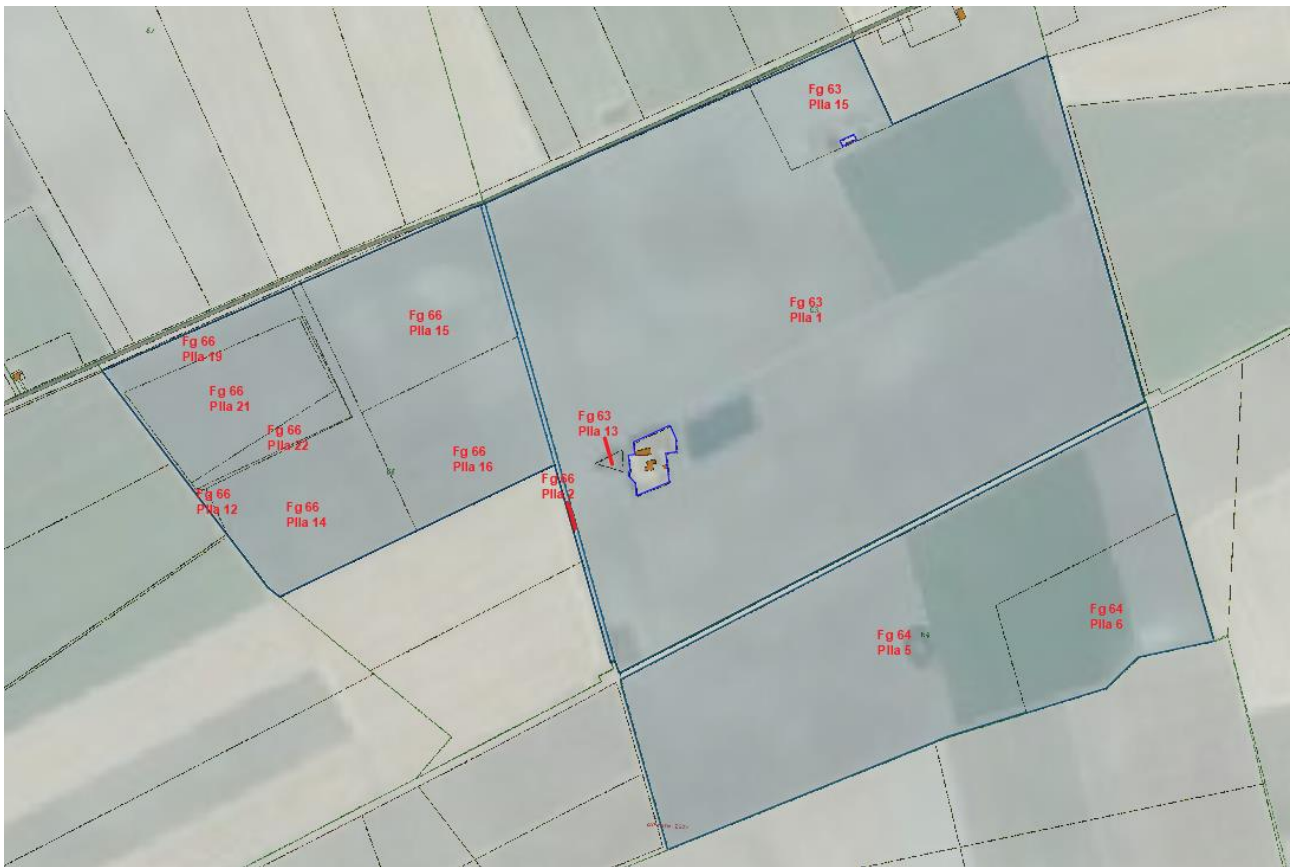 Fg 63
Plla 15
Fg 63
Plla 1
Fg 66
Plla 15
Fg 66
Plla 19
Fg 66
Plla 21
Fg 66
Plla 22
Fg 63
Plla 13
Fg 66
Plla 16
Fg 66
Plla 2
Fg 66
Plla 12
Fg 66
Plla 14
Fg 64
Plla 6
Fg 64
Plla 5